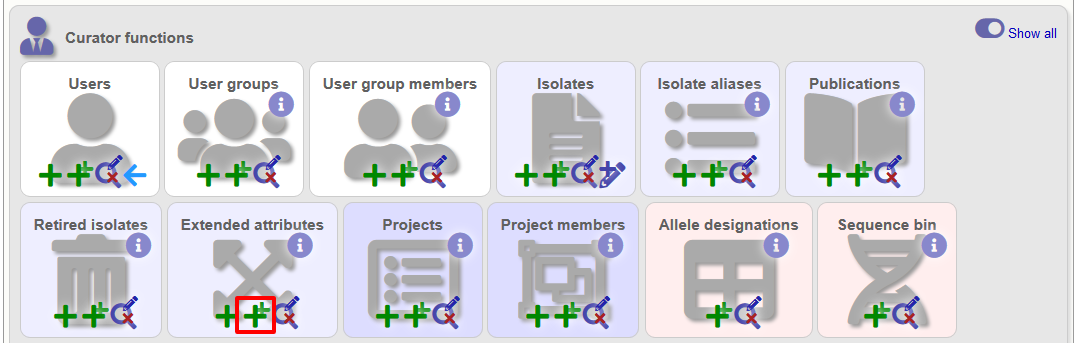 Curator functions
Show all
Users
User groups
User group members
Isolates
Isolate aliases
Publications
Retired isolates
Extended attributes
Projects
Project members
Allele designations
Sequence bin